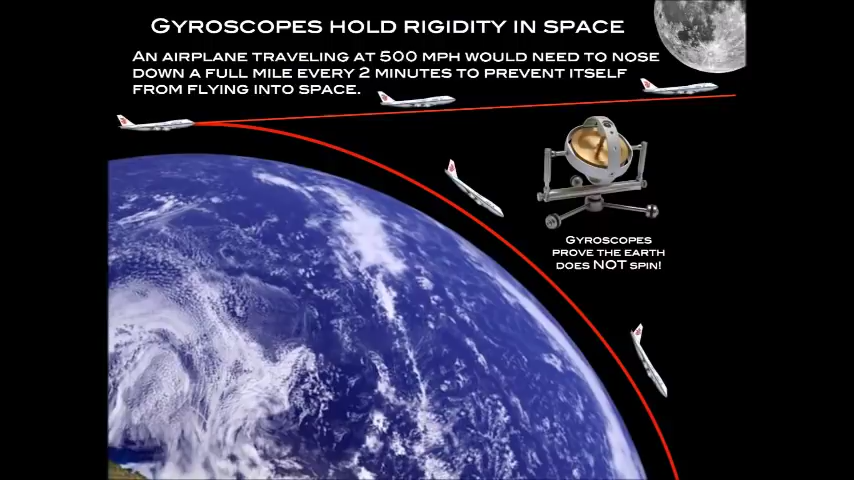 Gyroscopes hold rigidity in space
An airplane traveling at 500 mph would need to nose
down a full mile every 2 minutes to prevent itself
from flying into space.
Gyroscopes
prove the earth
does NOT spin!